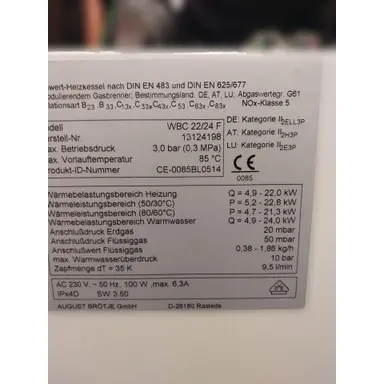 wert-Heizkessel nach DIN EN 483 und DIN EN 625/677
odulierendem Gasbrenner; Bestimmungsland: DE, AT, LU; Abgaswertegr. G61
lationsart B23 ,B33,C13x,C33x,C43x,C53,C63x,C83x NOx-Klasse 5
odell WBC 22/24 F DE: Kategorie II2ELL3P
erstell-Nr. 13124198 AT: Kategorie II2H3P
ax. Betriebsdruck 3,0 bar (0,3 MPa) LU: Kategorie II2E3P
ax. Vorlauftemperatur 85 °C CE
Produkt-ID-Nummer CE-0085BL0514 0085
Wärmebelastungsbereich Heizung Q = 4,9 - 22,0 kW
Wärmeleistungsbereich (50/30°C) P = 5,2 - 22,8 kW
Wärmeleistungsbereich (80/60°C) P = 4,7 - 21,3 kW
Wärmebelastungsbereich Warmwasser Q = 4,9 - 24,0 kW
Anschlußdruck Erdgas 20 mbar
Anschlußdruck Flüssiggas 50 mbar
Anschlußwert Flüssiggas 0,38 - 1,86 kg/h
max. Warmwasserüberdruck 10 bar
Zapfmenge dT = 35 K 9,5 l/min
AC 230 V, ~ 50 Hz, 100 W ,max. 6,3A
IPx4D SW 3.50
AUGUST BRÖTJE GmbH D-26180 Rastede